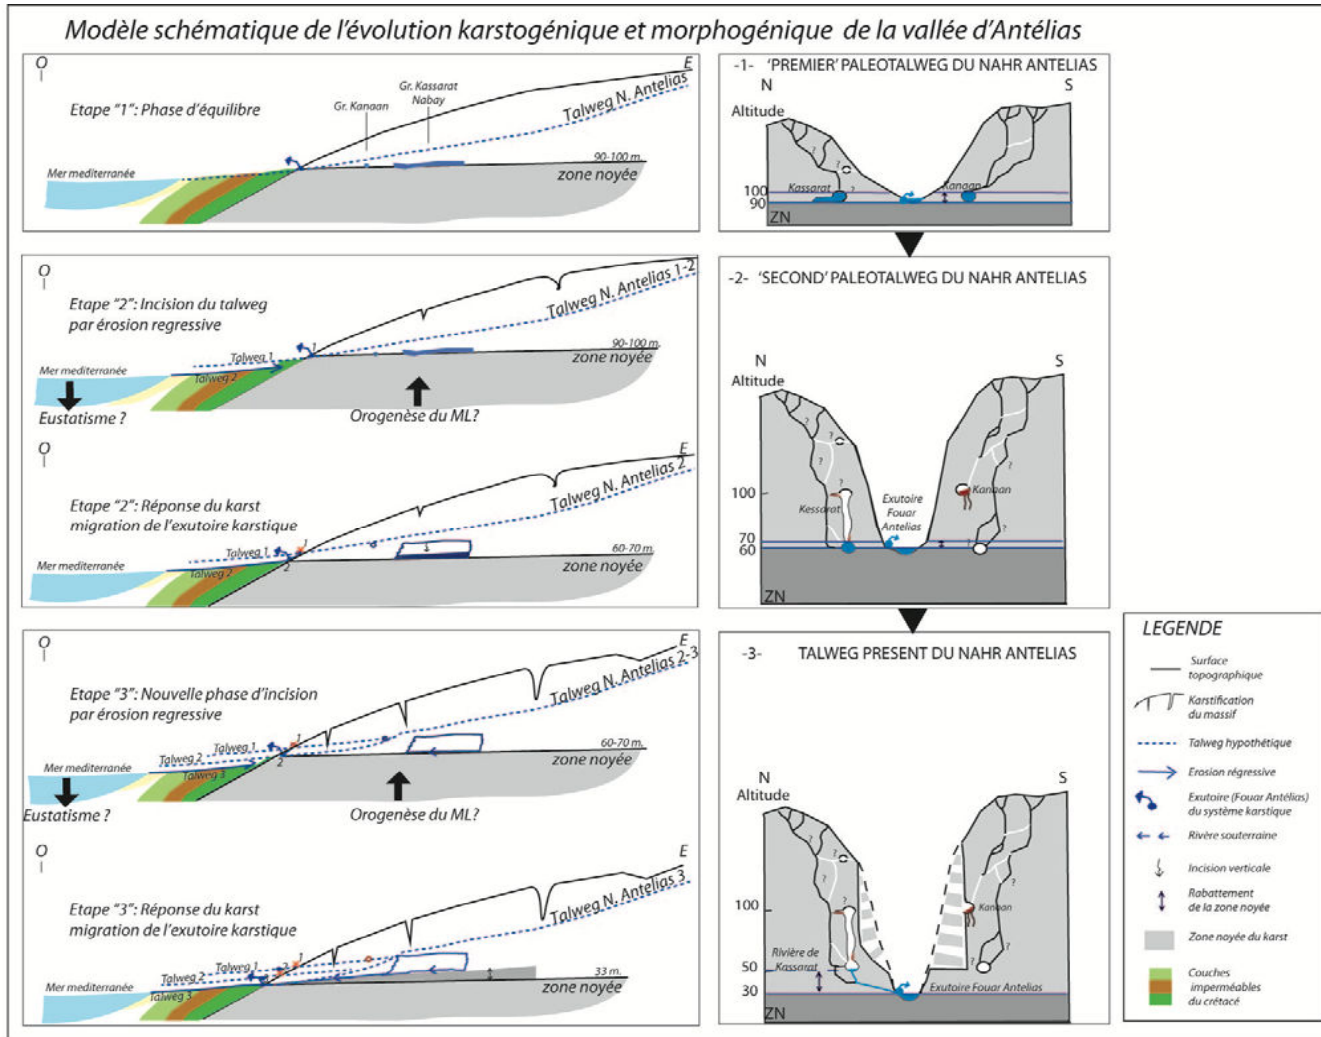 Modèle schématique de l'évolution karstogénique et morphogénique de la vallée d'Antélias
O
E
Etape "1": Phase d'équilibre
Gr. Kanaan
Gr. Kassarat
Nabay
Talweg N. Antelias
Mer mediterranée
90-100 m.
zone noyée
O
Etape "2": Incision du talweg
par érosion regressive
Talweg N. Antelias 1-2
Talweg 1
1
Talweg 2
Mer mediterranée
90-100 m.
zone noyée
Eustatisme ?
Orogenèse du ML?
O
E
Etape "2": Réponse du karst
migration de l'exutoire karstique
Talweg N. Antelias 2
Talweg 1
1
2
Talweg 2
Mer mediterranée
60-70 m.
zone noyée
O
E
Etape "3": Nouvelle phase d'incision
par érosion regressive
Talweg N. Antelias 2-3
Talweg 1
1
Talweg 2
2
Talweg 3
Mer mediterranée
60-70 m.
zone noyée
Eustatisme ?
Orogenèse du ML?
O
E
Etape "3": Réponse du karst
migration de l'exutoire karstique
Talweg N. Antelias 3
Talweg 1
1
2
Talweg 2
Talweg 3
Mer mediterranée
33 m.
zone noyée
-1- 'PREMIER' PALEOTALWEG DU NAHR ANTELIAS
N
S
Altitude
?
?
?
Kassarat
Kanaan
100
90
ZN
-2- 'SECOND' PALEOTALWEG DU NAHR ANTELIAS
N
S
Altitude
?
?
?
?
100
Kessarat
Exutoire
Fouar
Antelias
Kanaan
?
?
70
60
ZN
-3- TALWEG PRESENT DU NAHR ANTELIAS
N
S
Altitude
?
?
?
?
100
Kanaan
Rivière de
Kassarat
?
50
30
Exutoire Fouar Antelias
ZN
LEGENDE
Surface
topographique
Karstification
du massif
Talweg hypothétique
Erosion régressive
Exutoire (Fouar Antélias)
du système karstique
Rivère souterraine
Incision verticale
Rabattement
de la zone noyée
Zone noyée du karst
Couches
imperméables
du crétacé